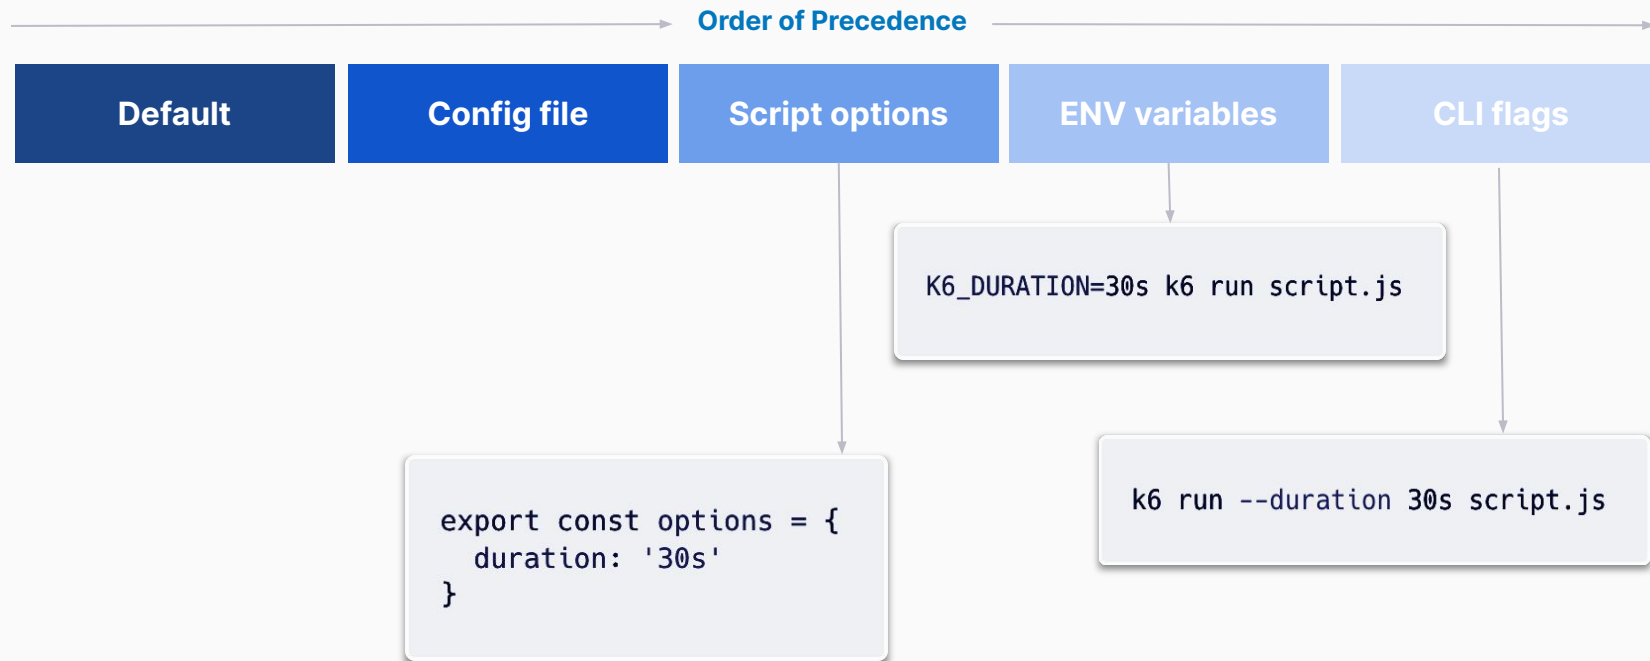 Order of Precedence
Default
Config file
Script options
ENV variables
CLI flags
K6_DURATION=30s k6 run script.js
k6 run --duration 30s script.js
export const options = {
  duration: '30s'
}